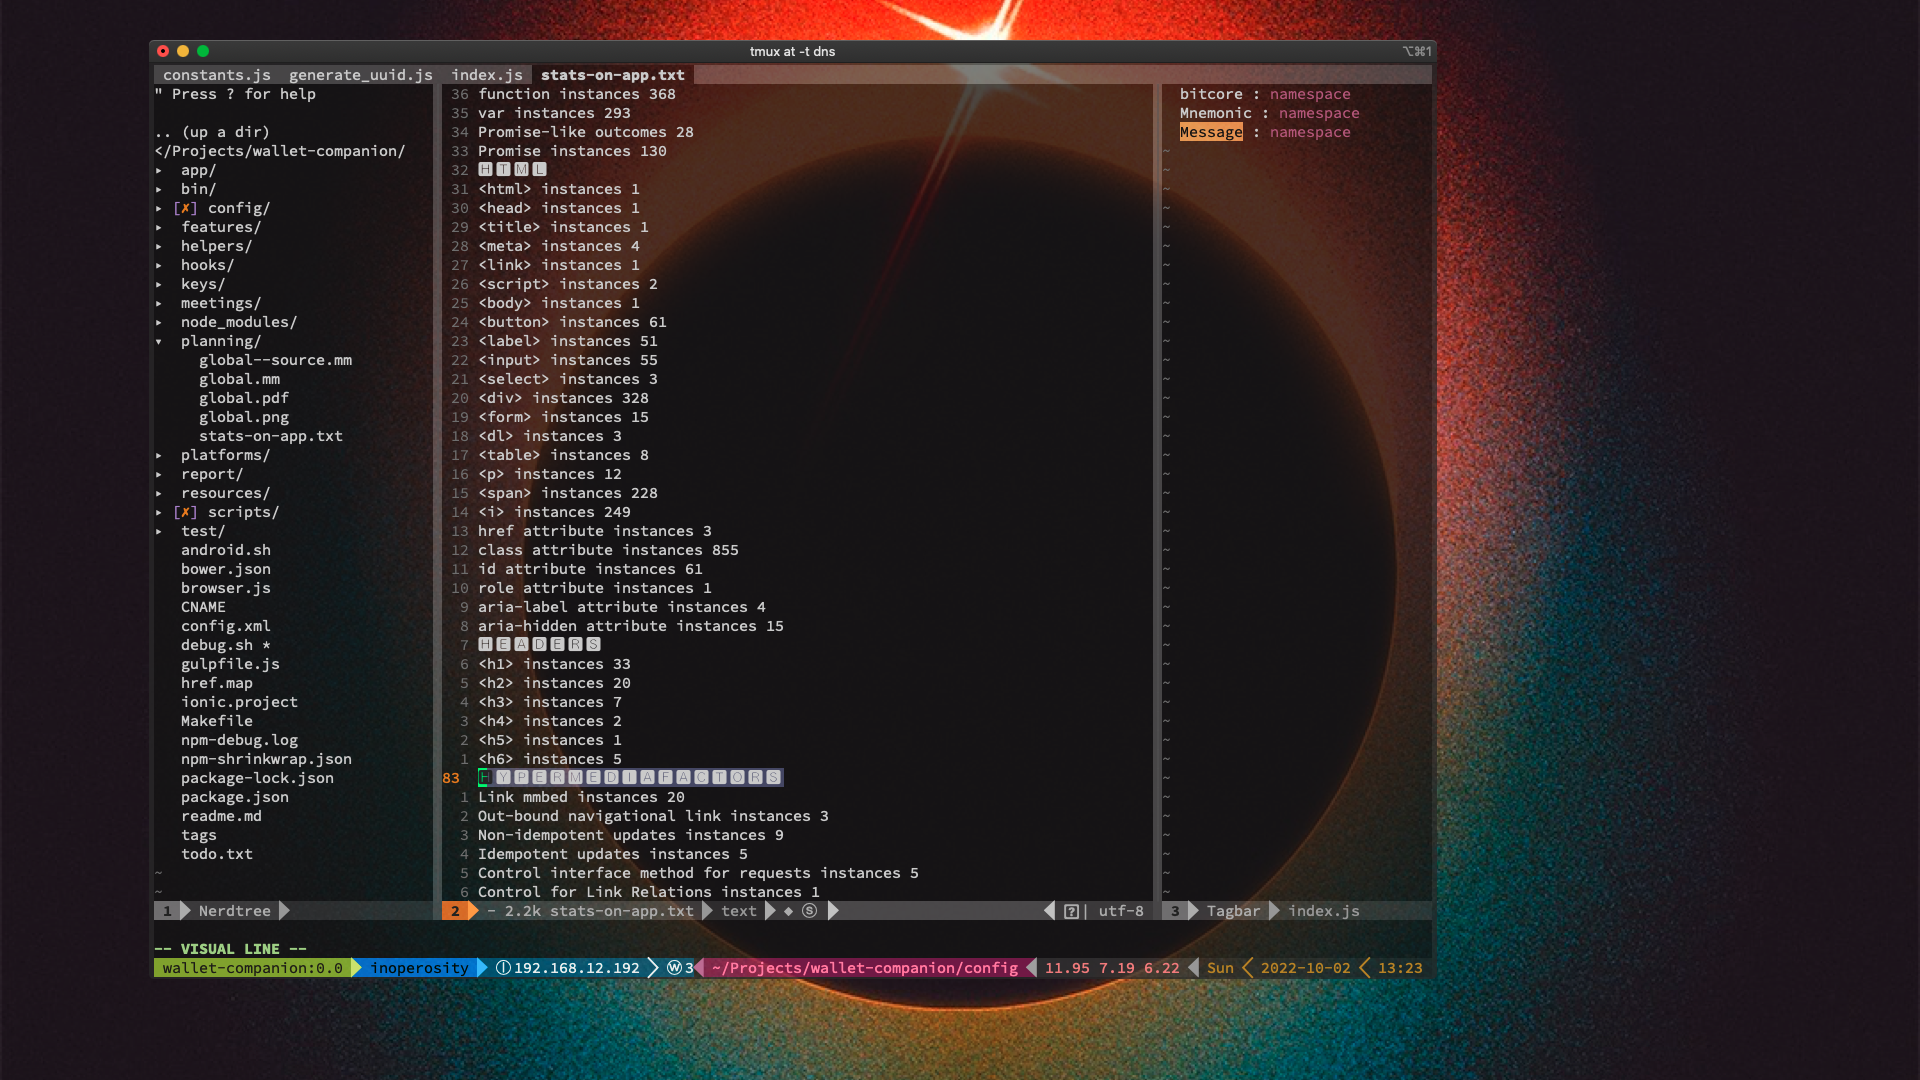 tmux at -t dns
⌥⌘1
constants.js generate_uuid.js index.js stats-on-app.txt
" Press ? for help
.. (up a dir)
</Projects/wallet-companion/
▸ app/
▸ bin/
▸ [✗] config/
▸ features/
▸ helpers/
▸ hooks/
▸ keys/
▸ meetings/
▸ node_modules/
▾ planning/
global--source.mm
global.mm
global.pdf
global.png
stats-on-app.txt
▸ platforms/
▸ report/
▸ resources/
▸ [✗] scripts/
▸ test/
android.sh
bower.json
browser.js
CNAME
config.xml
debug.sh *
gulpfile.js
href.map
ionic.project
Makefile
npm-debug.log
npm-shrinkwrap.json
package-lock.json
package.json
readme.md
tags
todo.txt
~
~
36 function instances 368
35 var instances 293
34 Promise-like outcomes 28
33 Promise instances 130
32 HTML
31 <html> instances 1
30 <head> instances 1
29 <title> instances 1
28 <meta> instances 4
27 <link> instances 1
26 <script> instances 2
25 <body> instances 1
24 <button> instances 61
23 <label> instances 51
22 <input> instances 55
21 <select> instances 3
20 <div> instances 328
19 <form> instances 15
18 <dl> instances 3
17 <table> instances 8
16 <p> instances 12
15 <span> instances 228
14 <i> instances 249
13 href attribute instances 3
12 class attribute instances 855
11 id attribute instances 61
10 role attribute instances 1
9 aria-label attribute instances 4
8 aria-hidden attribute instances 15
7 HEADERS
6 <h1> instances 33
5 <h2> instances 20
4 <h3> instances 7
3 <h4> instances 2
2 <h5> instances 1
1 <h6> instances 5
83 HYPERMEDIAFACTORS
1 Link mmbed instances 20
2 Out-bound navigational link instances 3
3 Non-idempotent updates instances 9
4 Idempotent updates instances 5
5 Control interface method for requests instances 5
6 Control for Link Relations instances 1
bitcore : namespace
Mnemonic : namespace
Message : namespace
1 Nerdtree
2 - 2.2k stats-on-app.txt text ◆ Ⓢ [?]| utf-8
3 Tagbar index.js
-- VISUAL LINE --
wallet-companion:0.0 inoperosity Ⓘ192.168.12.192 Ⓦ3 ~/Projects/wallet-companion/config 11.95 7.19 6.22 Sun 2022-10-02 13:23